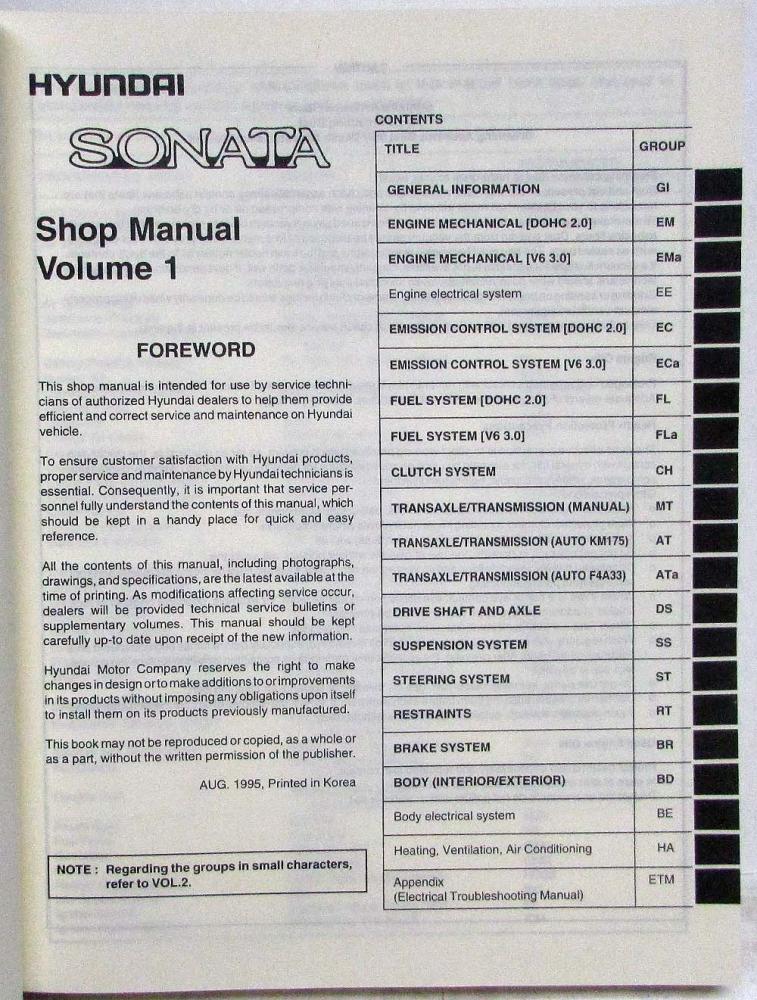 HYUNDAI
SONATA
Shop Manual
Volume 1
FOREWORD
This shop manual is intended for use by service techni-
cians of authorized Hyundai dealers to help them provide
efficient and correct service and maintenance on Hyundai
vehicle.
To ensure customer satisfaction with Hyundai products,
proper service and maintenance by Hyundai technicians is
essential. Consequently, it is important that service per-
sonnel fully understand the contents of this manual, which
should be kept in a handy place for quick and easy
reference.
All the contents of this manual, including photographs,
drawings, and specifications, are the latest available at the
time of printing. As modifications affecting service occur,
dealers will be provided technical service bulletins or
supplementary volumes. This manual should be kept
carefully up-to date upon receipt of the new information.
Hyundai Motor Company reserves the right to make
changes in design or to make additions to or improvements
in its products without imposing any obligations upon itself
to install them on its products previously manufactured.
This book may not be reproduced or copied, as a whole or
as a part, without the written permission of the publisher.
AUG. 1995, Printed in Korea
NOTE : Regarding the groups in small characters,
refer to VOL.2.
CONTENTS
TITLE GROUP
GENERAL INFORMATION GI
ENGINE MECHANICAL [DOHC 2.0] EM
ENGINE MECHANICAL [V6 3.0] EMa
Engine electrical system EE
EMISSION CONTROL SYSTEM [DOHC 2.0] EC
EMISSION CONTROL SYSTEM [V6 3.0] ECa
FUEL SYSTEM [DOHC 2.0] FL
FUEL SYSTEM [V6 3.0] FLa
CLUTCH SYSTEM CH
TRANSAXLE/TRANSMISSION (MANUAL) MT
TRANSAXLE/TRANSMISSION (AUTO KM175) AT
TRANSAXLE/TRANSMISSION (AUTO F4A33) ATa
DRIVE SHAFT AND AXLE DS
SUSPENSION SYSTEM SS
STEERING SYSTEM ST
RESTRAINTS RT
BRAKE SYSTEM BR
BODY (INTERIOR/EXTERIOR) BD
Body electrical system BE
Heating, Ventilation, Air Conditioning HA
Appendix ETM
(Electrical Troubleshooting Manual)